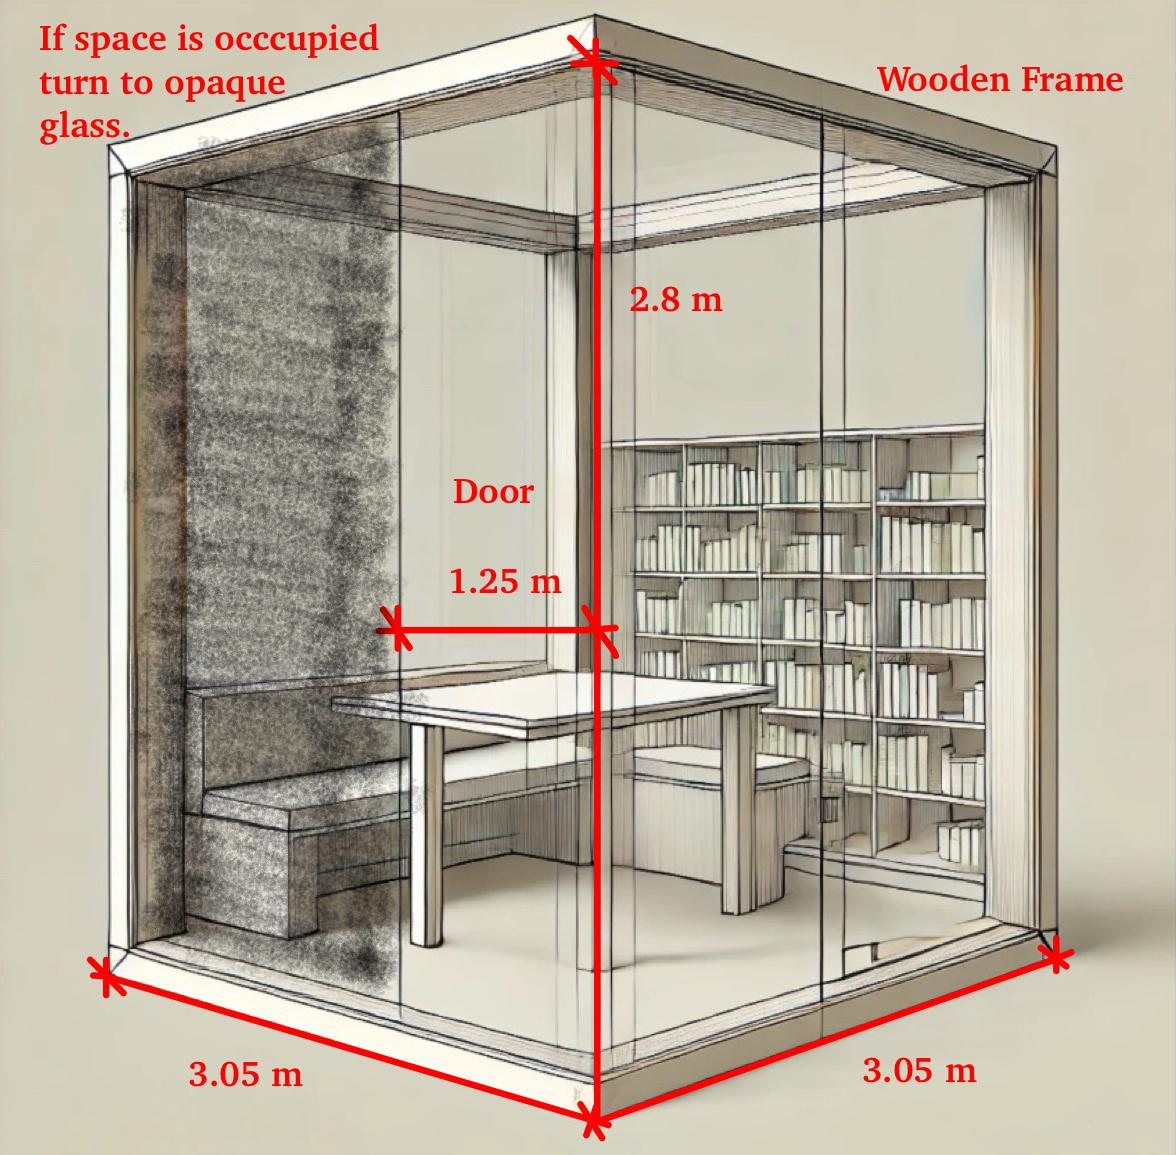 If space is occcupied
turn to opaque
glass.
Wooden Frame
2.8 m
Door
1.25 m
3.05 m
3.05 m